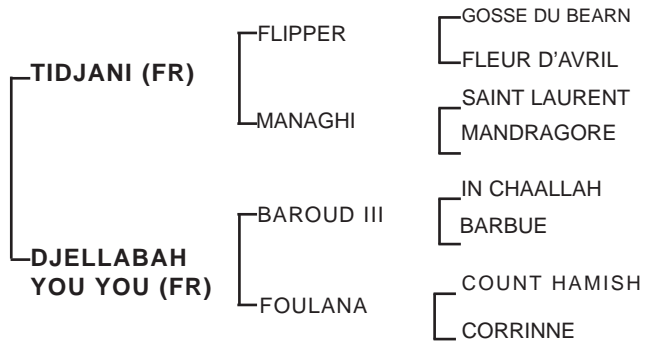 GOSSE DU BEARN
FLIPPER
FLEUR D'AVRIL
TIDJANI (FR)
SAINT LAURENT
MANAGHI
MANDRAGORE
IN CHAALLAH
BAROUD III
BARBUE
DJELLABAH
YOU YOU (FR)
COUNT HAMISH
FOULANA
CORRINNE